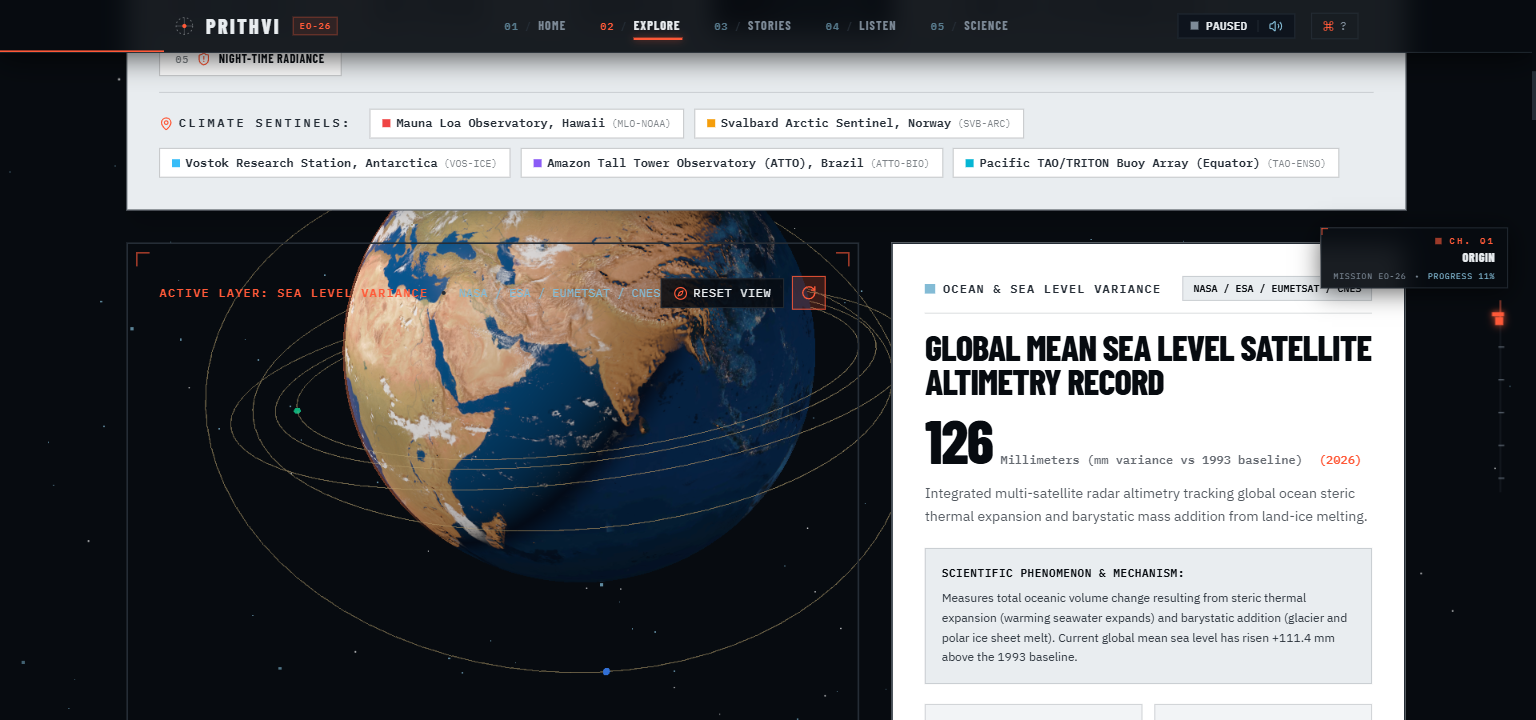 PRITHVI EO-26 01 / HOME 02 / EXPLORE 03 / STORIES 04 / LISTEN 05 / SCIENCE PAUSED ⌘ ?
05 NIGHT-TIME RADIANCE
CLIMATE SENTINELS: Mauna Loa Observatory, Hawaii (MLO-NOAA) Svalbard Arctic Sentinel, Norway (SVB-ARC)
Vostok Research Station, Antarctica (VOS-ICE) Amazon Tall Tower Observatory (ATTO), Brazil (ATTO-BIO) Pacific TAO/TRITON Buoy Array (Equator) (TAO-ENSO)
CH. 01
ORIGIN
MISSION EO-26 • PROGRESS 11%
ACTIVE LAYER: SEA LEVEL VARIANCE • NASA / ESA / EUMETSAT / CNES RESET VIEW
OCEAN & SEA LEVEL VARIANCE NASA / ESA / EUMETSAT / CNES
GLOBAL MEAN SEA LEVEL SATELLITE
ALTIMETRY RECORD
126 Millimeters (mm variance vs 1993 baseline) (2026)
Integrated multi-satellite radar altimetry tracking global ocean steric
thermal expansion and barystatic mass addition from land-ice melting.
SCIENTIFIC PHENOMENON & MECHANISM:
Measures total oceanic volume change resulting from steric thermal
expansion (warming seawater expands) and barystatic addition (glacier and
polar ice sheet melt). Current global mean sea level has risen +111.4 mm
above the 1993 baseline.